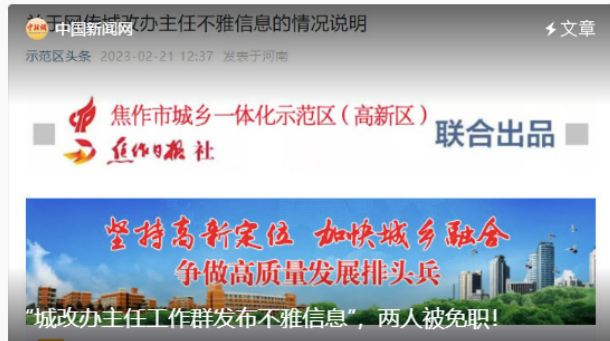 关于网传城改办主任不雅信息的情况说明
中国新闻网
文章
示范区头条 2023-02-21 12:37 发表于河南
焦作市城乡一体化示范区（高新区）
焦作日报社
联合出品
坚持高新定位 加快城乡融合
争做高质量发展排头兵
“城改办主任工作群发布不雅信息”，两人被免职！